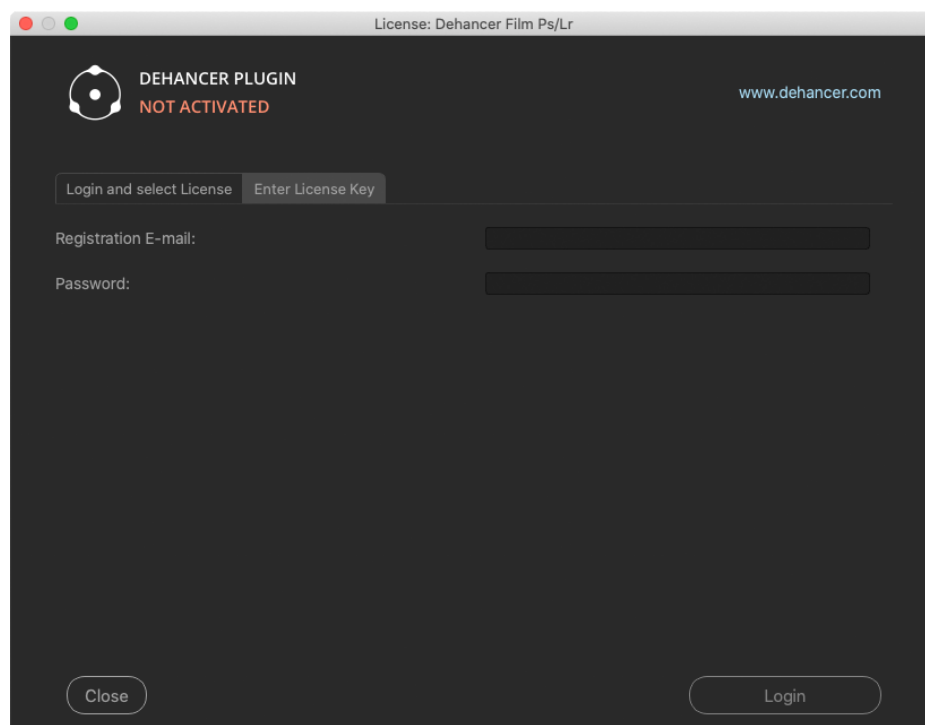 License: Dehancer Film Ps/Lr
DEHANCER PLUGIN
NOT ACTIVATED
www.dehancer.com
Login and select License
Enter License Key
Registration E-mail:
Password:
Close
Login